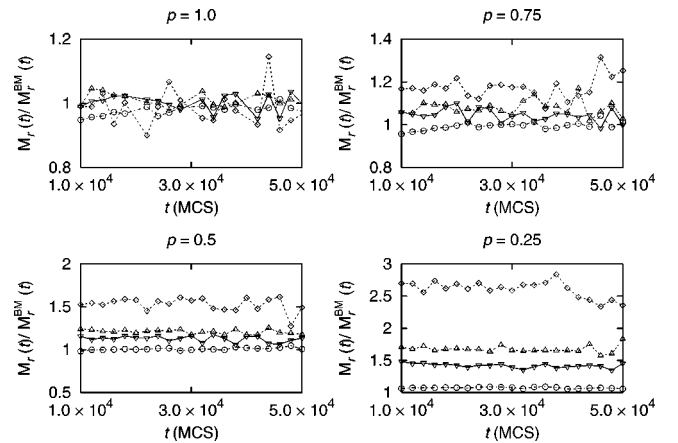 p = 1.0
p = 0.75
M_r (t)/ M_r^BM (t)
1.2
1
0.8
1.0 × 10^4
3.0 × 10^4
5.0 × 10^4
t (MCS)
M_r (t)/ M_r^BM (t)
1.4
1.2
1
0.8
1.0 × 10^4
3.0 × 10^4
5.0 × 10^4
t (MCS)
p = 0.5
p = 0.25
M_r (t)/ M_r^BM (t)
2
1.5
1
0.5
1.0 × 10^4
3.0 × 10^4
5.0 × 10^4
t (MCS)
M_r (t)/ M_r^BM (t)
3
2.5
2
1.5
1
1.0 × 10^4
3.0 × 10^4
5.0 × 10^4
t (MCS)